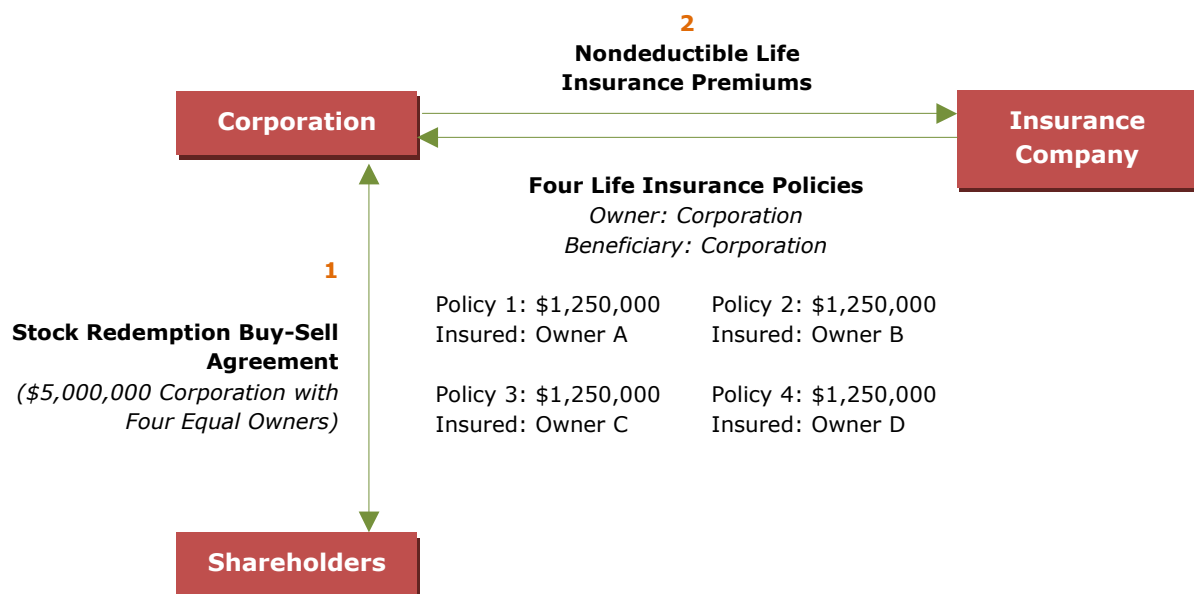 2
Nondeductible Life
Insurance Premiums
Corporation
Insurance
Company
Four Life Insurance Policies
Owner: Corporation
Beneficiary: Corporation
1
Stock Redemption Buy-Sell
Agreement
($5,000,000 Corporation with
Four Equal Owners)
Policy 1: $1,250,000
Insured: Owner A
Policy 2: $1,250,000
Insured: Owner B
Policy 3: $1,250,000
Insured: Owner C
Policy 4: $1,250,000
Insured: Owner D
Shareholders